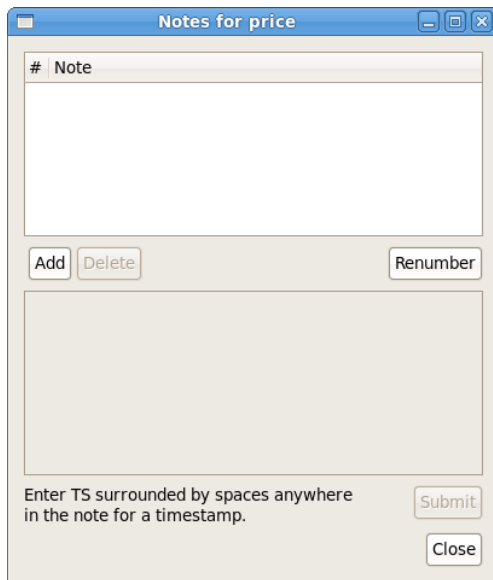 Notes for price
# Note
Add Delete Renumber
Enter TS surrounded by spaces anywhere
in the note for a timestamp.
Submit
Close